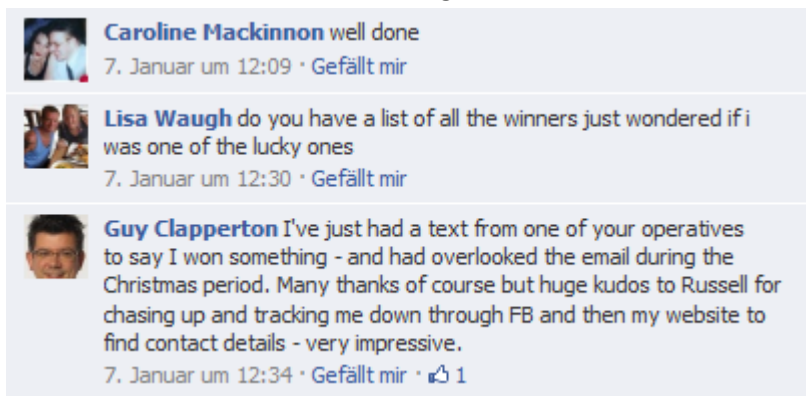 Caroline Mackinnon well done
7. Januar um 12:09 · Gefällt mir
Lisa Waugh do you have a list of all the winners just wondered if i
was one of the lucky ones
7. Januar um 12:30 · Gefällt mir
Guy Clapperton I've just had a text from one of your operatives
to say I won something - and had overlooked the email during the
Christmas period. Many thanks of course but huge kudos to Russell for
chasing up and tracking me down through FB and then my website to
find contact details - very impressive.
7. Januar um 12:34 · Gefällt mir · 1